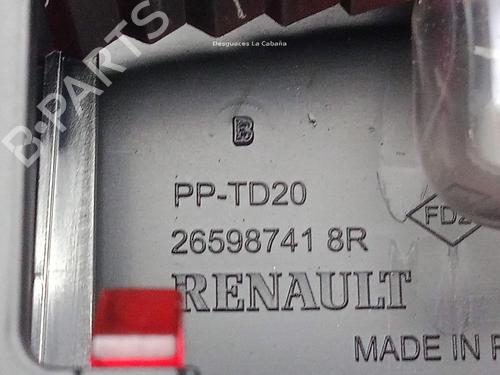 Desguaces La Cabaña
B-PARTS
B
PP-TD20
26598741 8R
RENAULT
MADE IN